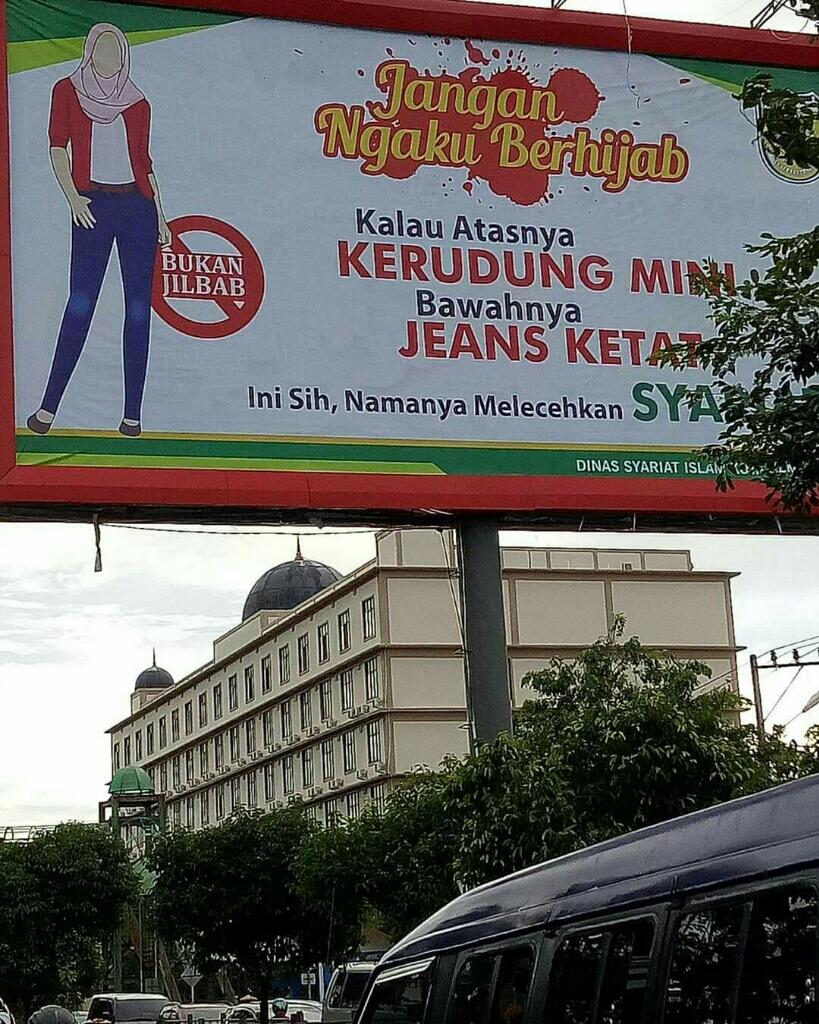 Jangan
Ngaku Berhijab
Kalau Atasnya
KERUDUNG MINI
Bawahnya
JEANS KETAT
BUKAN
JILBAB
Ini Sih, Namanya Melecehkan
DINAS SYARIAT ISLAM